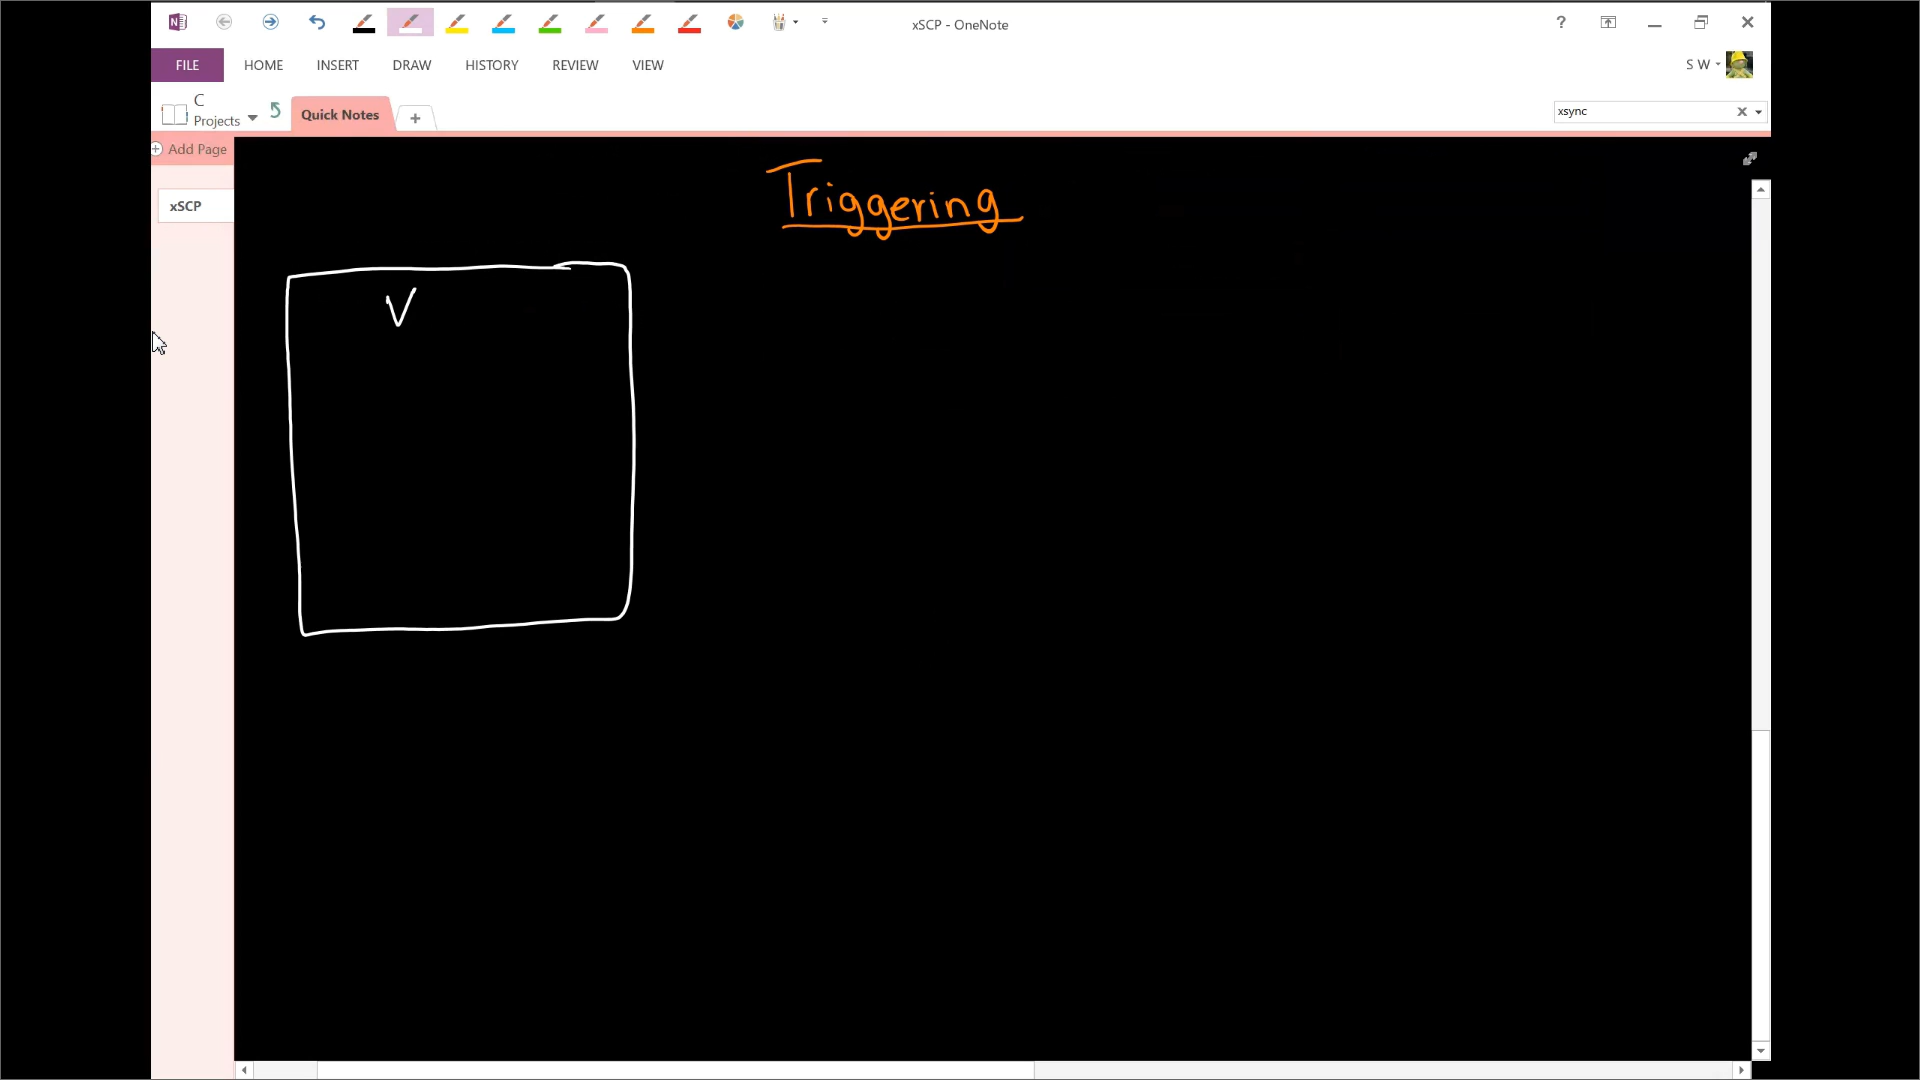 xSCP - OneNote
?
FILE HOME INSERT DRAW HISTORY REVIEW VIEW
S W
C
Projects
Quick Notes
+
xsync
Add Page
xSCP
Triggering
V